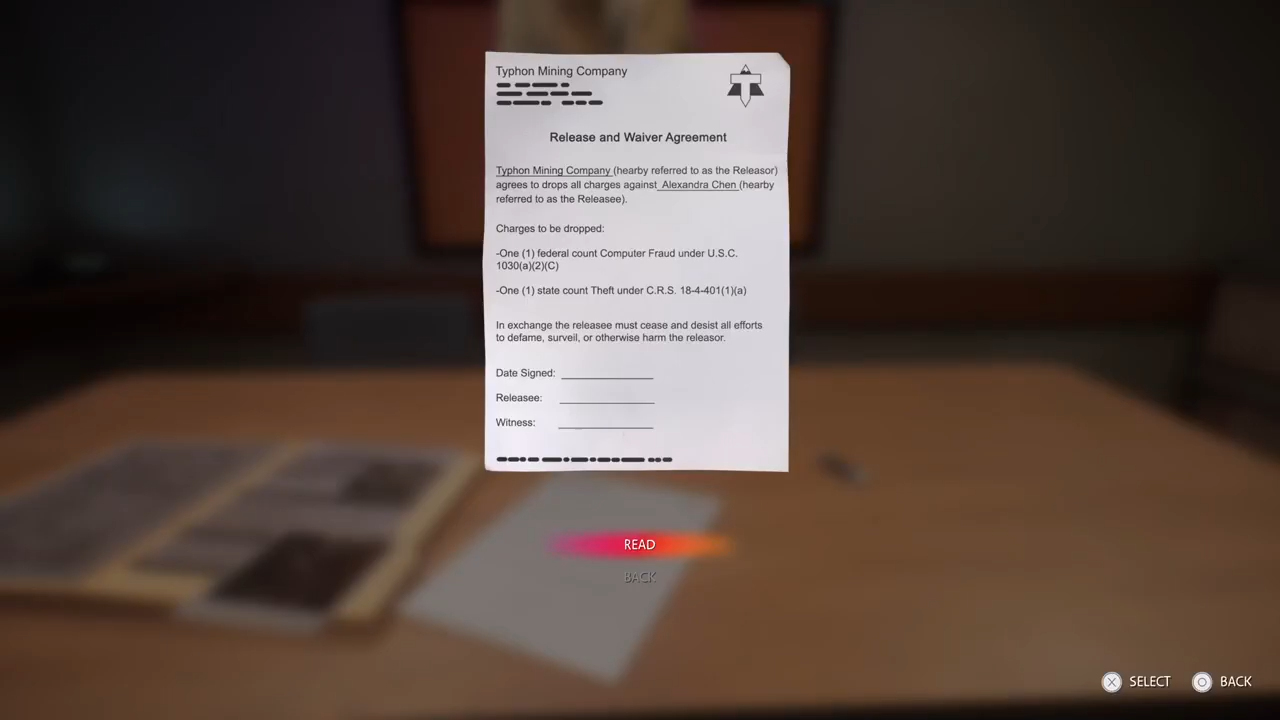 Typhon Mining Company
Release and Waiver Agreement
Typhon Mining Company (hearby referred to as the Releasor)
agrees to drops all charges against Alexandra Chen (hearby
referred to as the Releasee).
Charges to be dropped:
-One (1) federal count Computer Fraud under U.S.C.
1030(a)(2)(C)
-One (1) state count Theft under C.R.S. 18-4-401(1)(a)
In exchange the releasee must cease and desist all efforts
to defame, surveil, or otherwise harm the releasor.
Date Signed:
Releasee:
Witness:
READ
BACK
SELECT
BACK